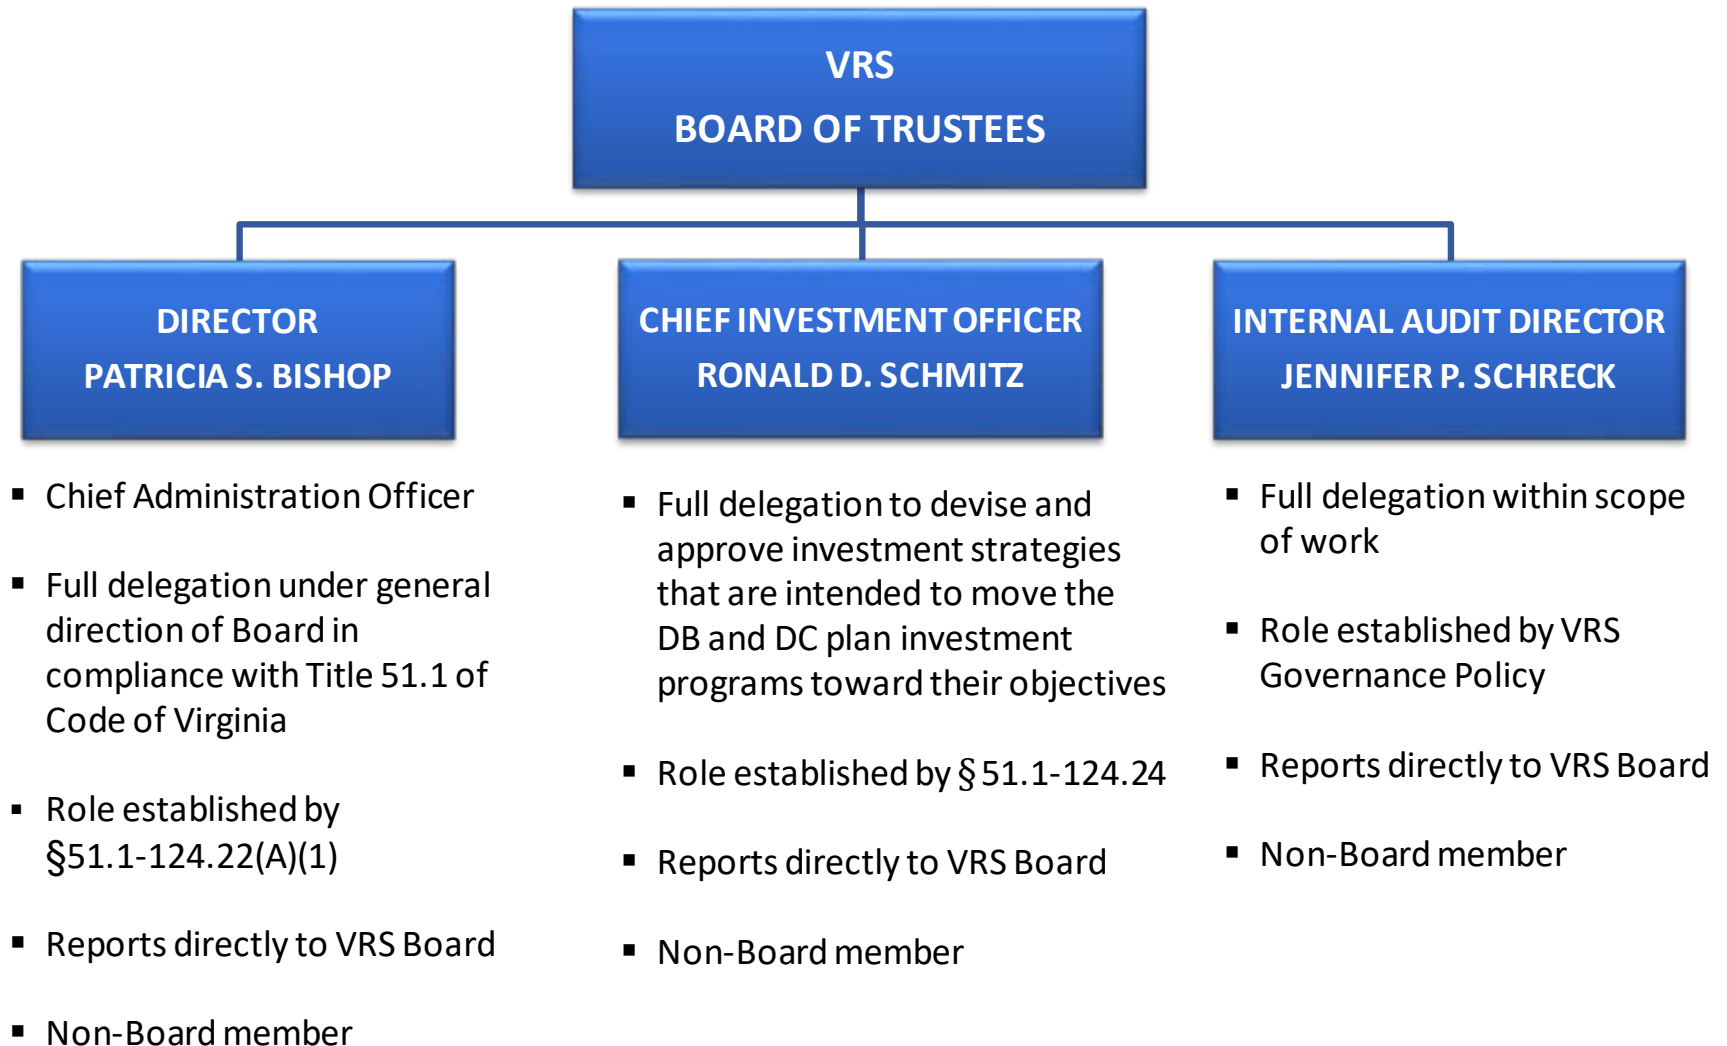 VRS
BOARD OF TRUSTEES
DIRECTOR
PATRICIA S. BISHOP
▪ Chief Administration Officer
▪ Full delegation under general
direction of Board in
compliance with Title 51.1 of
Code of Virginia
▪ Role established by
§51.1-124.22(A)(1)
▪ Reports directly to VRS Board
▪ Non-Board member
CHIEF INVESTMENT OFFICER
RONALD D. SCHMITZ
▪ Full delegation to devise and
approve investment strategies
that are intended to move the
DB and DC plan investment
programs toward their objectives
▪ Role established by § 51.1-124.24
▪ Reports directly to VRS Board
▪ Non-Board member
INTERNAL AUDIT DIRECTOR
JENNIFER P. SCHRECK
▪ Full delegation within scope
of work
▪ Role established by VRS
Governance Policy
▪ Reports directly to VRS Board
▪ Non-Board member